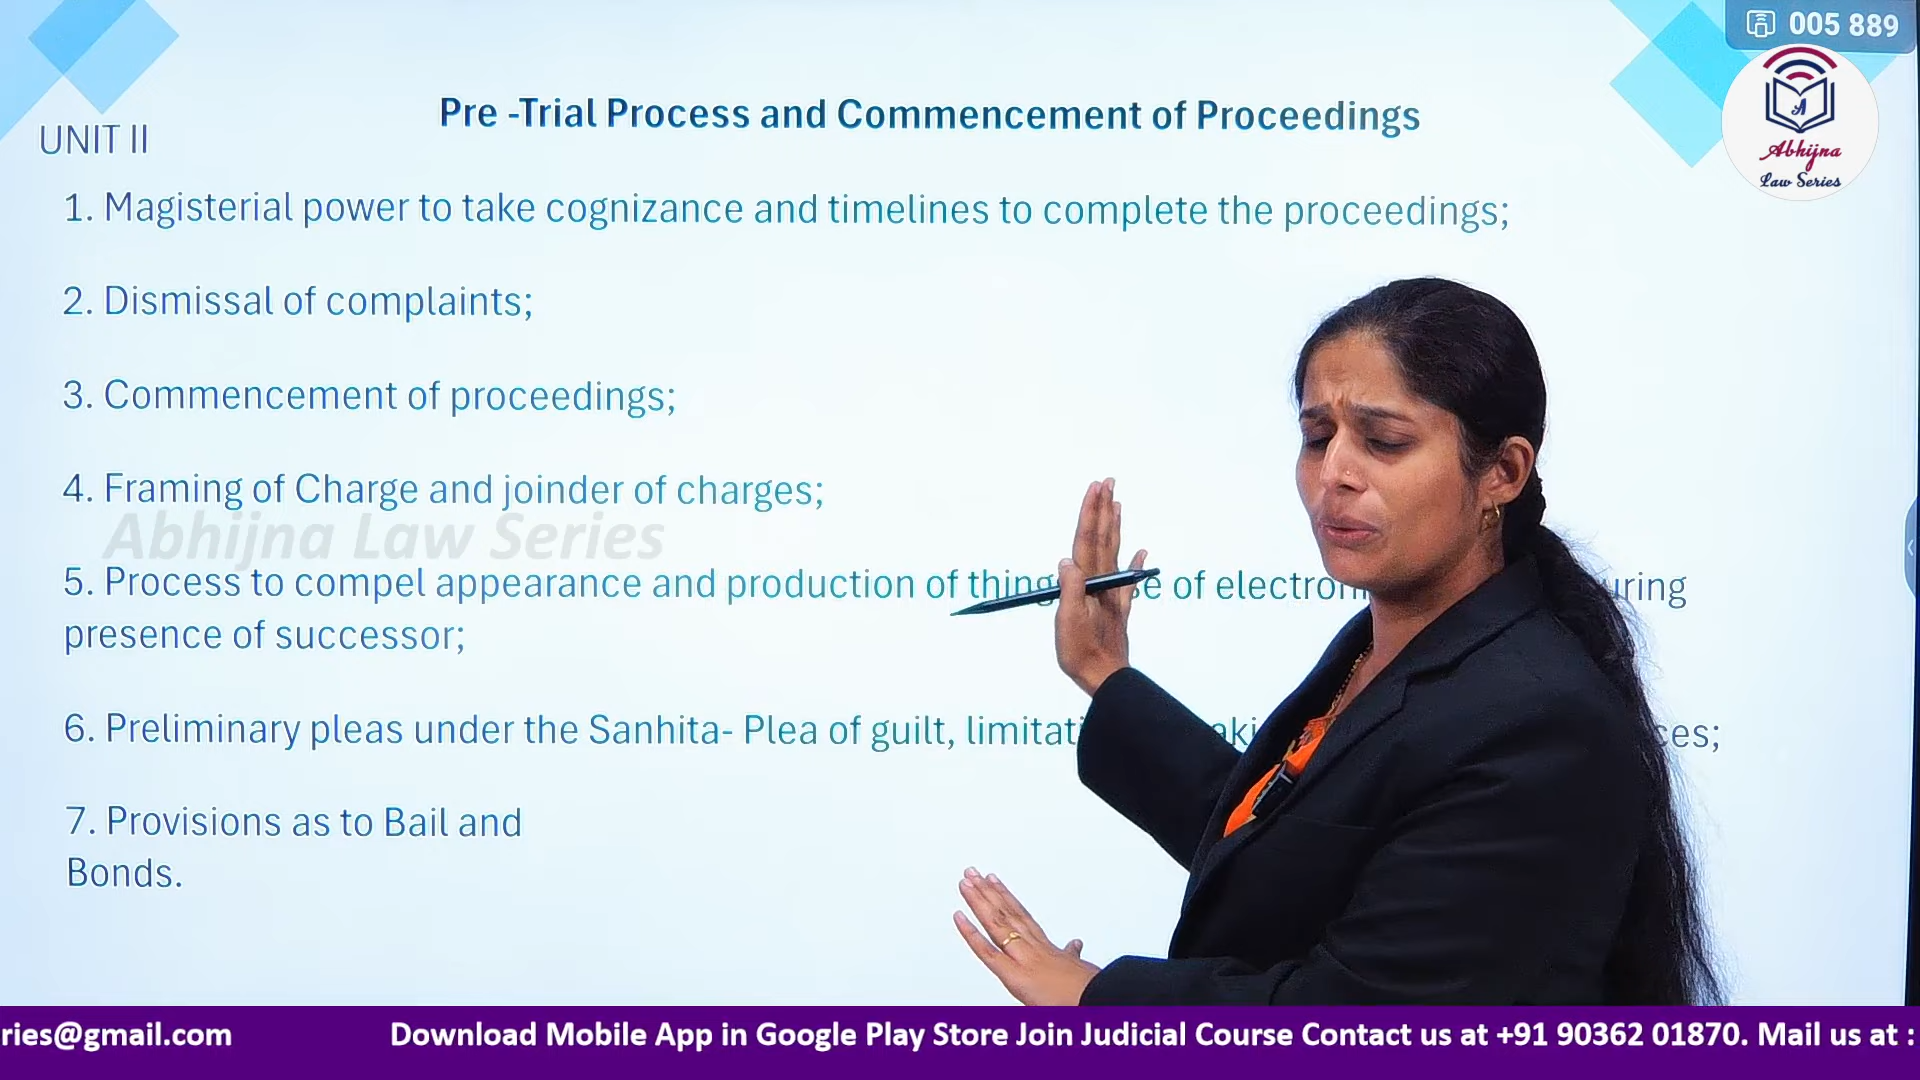 005 889
Abhijna
Law Series
Pre -Trial Process and Commencement of Proceedings
UNIT II
1. Magisterial power to take cognizance and timelines to complete the proceedings;
2. Dismissal of complaints;
3. Commencement of proceedings;
4. Framing of Charge and joinder of charges;
Abhijna Law Series
5. Process to compel appearance and production of of
presence of successor;
6. Preliminary pleas under the Sanhita- Plea of guilt,
7. Provisions as to Bail and
Bonds.
ries@gmail.com Download Mobile App in Google Play Store Join Judicial Course Contact us at +91 90362 01870. Mail us at :